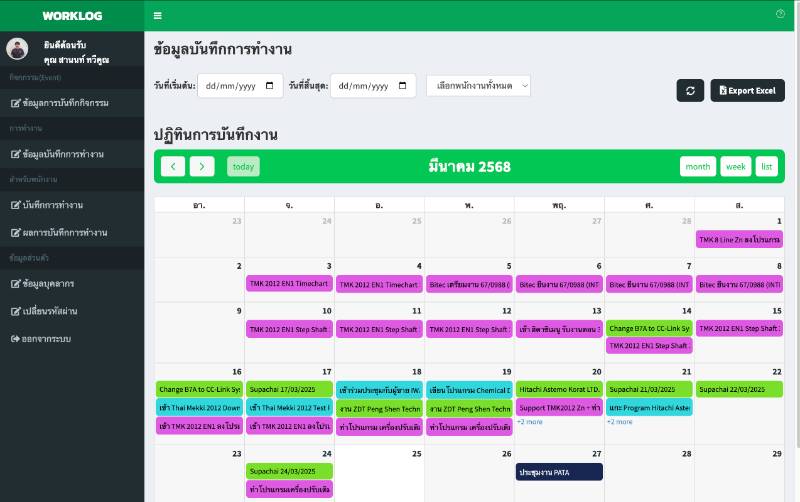 WORKLOG
ยินดีต้อนรับ
คุณ สานนท์ ทวีคูณ
กิจกรรม(Event)
ข้อมูลการบันทึกกิจกรรม
การทำงาน
ข้อมูลบันทึกการทำงาน
สำหรับพนักงาน
บันทึกการทำงาน
ผลการบันทึกการทำงาน
ข้อมูลส่วนตัว
ข้อมูลบุคลากร
เปลี่ยนรหัสผ่าน
ออกจากระบบ
ข้อมูลบันทึกการทำงาน
วันที่เริ่มต้น: dd/mm/yyyy วันที่สิ้นสุด: dd/mm/yyyy เลือกพนักงานทั้งหมด Export Excel
ปฏิทินการบันทึกงาน
today มีนาคม 2568 month week list
อา. จ. อ. พ. พฤ. ศ. ส.
23 24 25 26 27 28 1
TMK 8 Line Zn ลงโปรแกรม
2 3 4 5 6 7 8
TMK 2012 EN1 Timechart TMK 2012 EN1 Timechart Bitec เตรียมงาน 67/0988 ( Bitec ยืนงาน 67/0988 (INT Bitec ยืนงาน 67/0988 (INT Bitec ยืนงาน 67/0988 (INT
9 10 11 12 13 14 15
TMK 2012 EN1 Step Shaft TMK 2012 EN1 Step Shaft TMK 2012 EN1 Step Shaft Change B7A to CC-Link Sy TMK 2012 EN1 Step Shaft
TMK 2012 EN1 Step Shaft
16 17 18 19 20 21 22
Change B7A to CC-Link Sy Supachai 17/03/2025 เข้าร่วมประชุมกับผู้ขาย เขียนโปรแกรม Chemical Hitachi Astemo Korat LTD. Supachai 21/03/2025 Supachai 22/03/2025
เข้า Thai Mekki 2012 Down เข้า Thai Mekki 2012 Test งาน ZDT Peng Shen Techn งาน ZDT Peng Shen Techn Support TMK2012 Zn + ทำ แกะ Program Hitachi Aste
เข้า TMK 2012 EN1 ลงโปรแ เข้า TMK 2012 EN1 ลงโปรแ ทำโปรแกรม เครื่องปรับเติม ทำโปรแกรม เครื่องปรับเติม +2 more +2 more
23 24 25 26 27 28 29
Supachai 24/03/2025 ประชุมงาน PATA
ทำโปรแกรมเครื่องปรับเติม